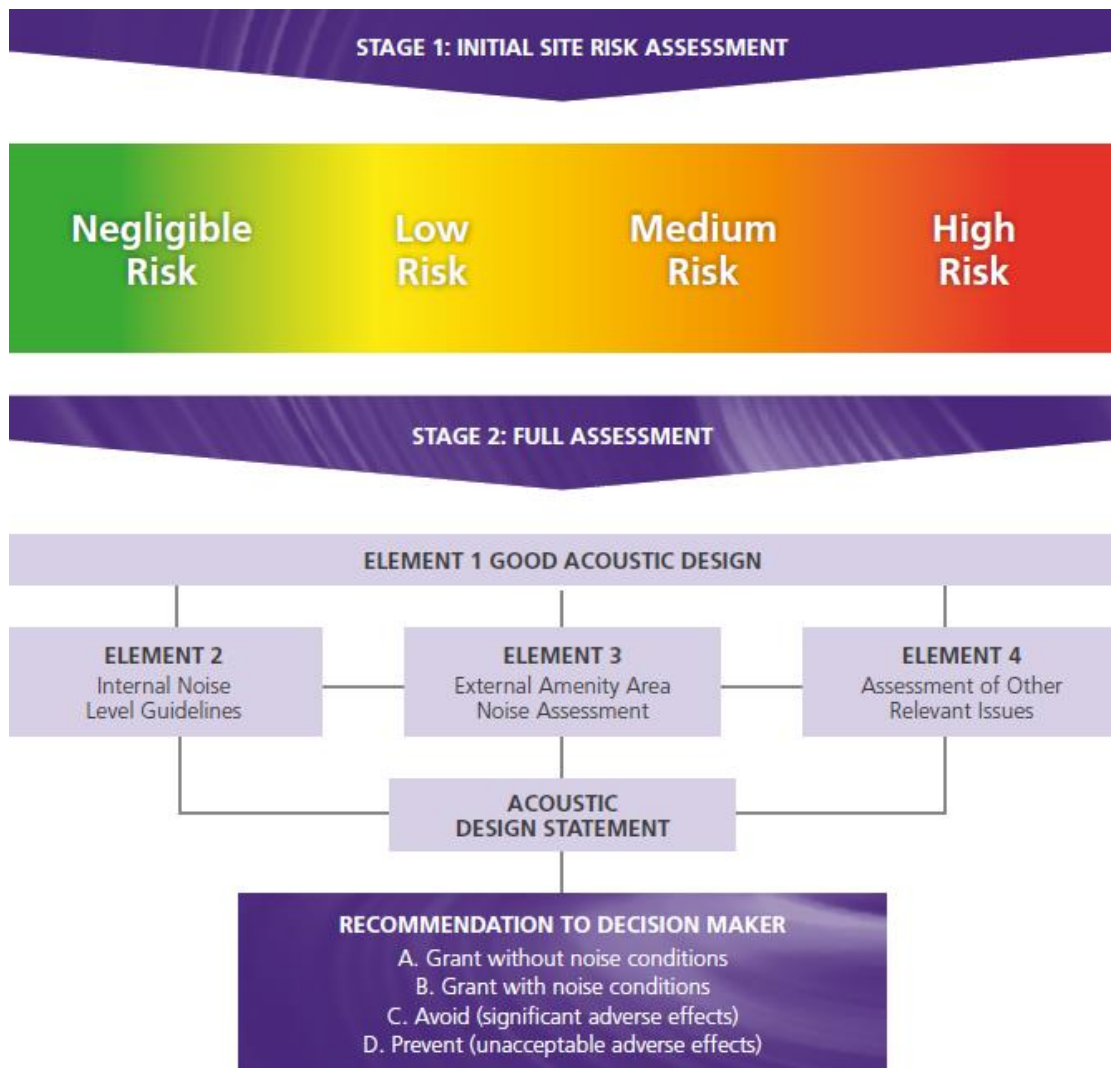 STAGE 1: INITIAL SITE RISK ASSESSMENT
Negligible
Risk
Low
Risk
Medium
Risk
High
Risk
STAGE 2: FULL ASSESSMENT
ELEMENT 1 GOOD ACOUSTIC DESIGN
ELEMENT 2
Internal Noise
Level Guidelines
ELEMENT 3
External Amenity Area
Noise Assessment
ELEMENT 4
Assessment of Other
Relevant Issues
ACOUSTIC
DESIGN STATEMENT
RECOMMENDATION TO DECISION MAKER
A. Grant without noise conditions
B. Grant with noise conditions
C. Avoid (significant adverse effects)
D. Prevent (unacceptable adverse effects)